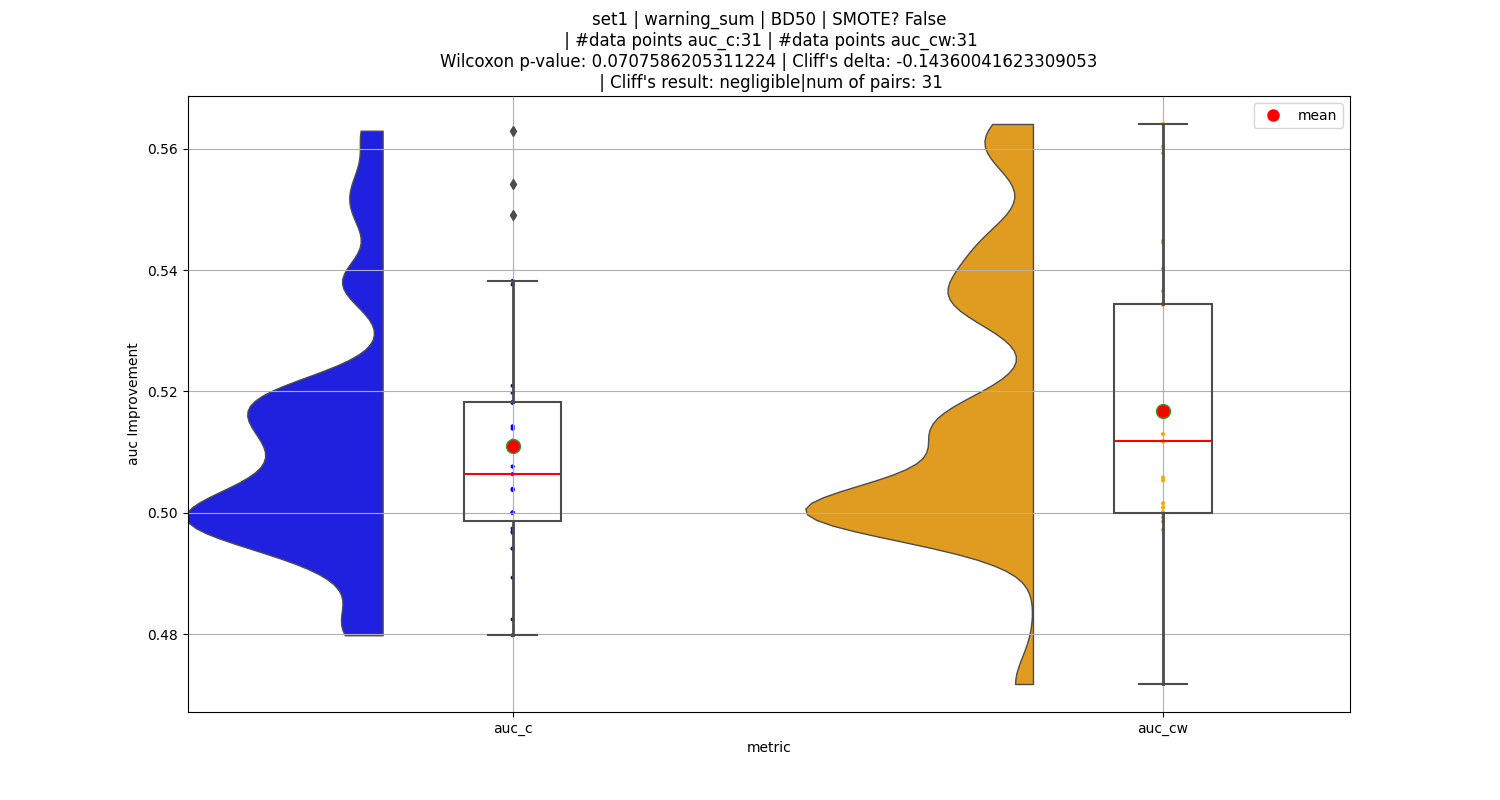 set1 | warning_sum | BD50 | SMOTE? False
| #data points auc_c:31 | #data points auc_cw:31
Wilcoxon p-value: 0.0707586205311224 | Cliff's delta: -0.14360041623309053
| Cliff's result: negligible|num of pairs: 31
mean
0.56
0.54
0.52
0.50
0.48
auc Improvement
auc_c
auc_cw
metric